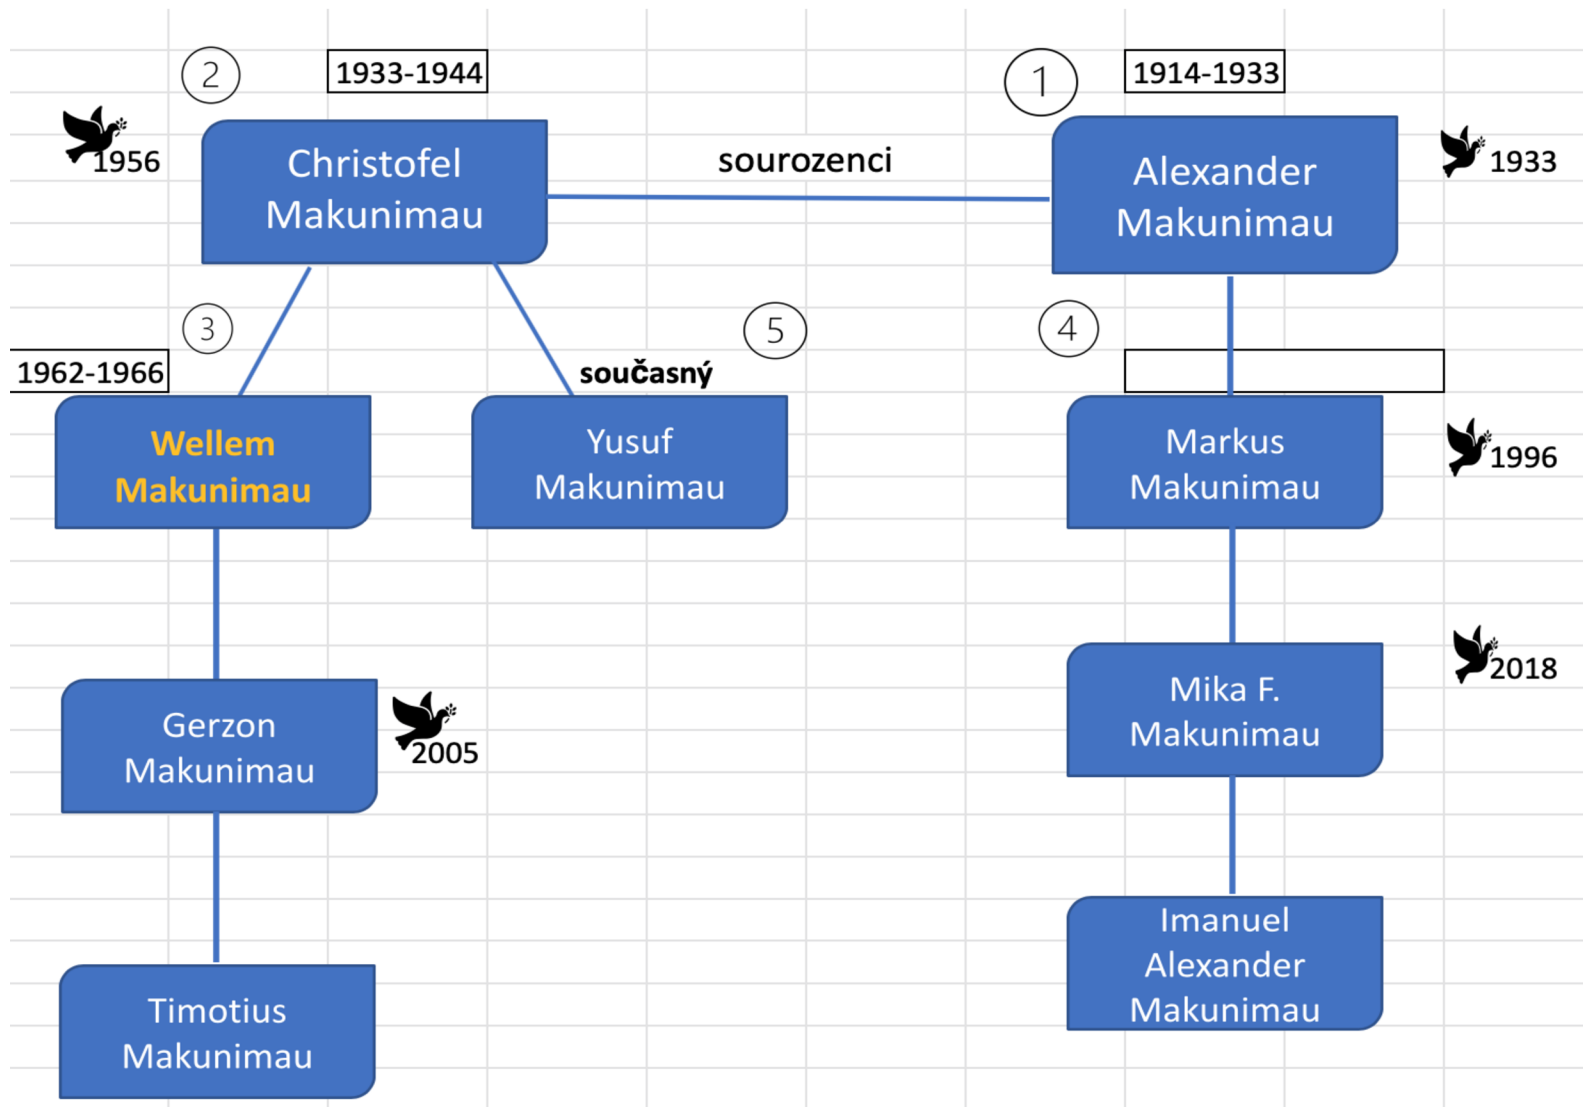 2
1933-1944
1
1914-1933
1956
Christofel
Makunimau
sourozenci
Alexander
Makunimau
1933
3
5
4
1962-1966
současný
Wellem
Makunimau
Yusuf
Makunimau
Markus
Makunimau
1996
Gerzon
Makunimau
2005
Mika F.
Makunimau
2018
Timotius
Makunimau
Imanuel
Alexander
Makunimau